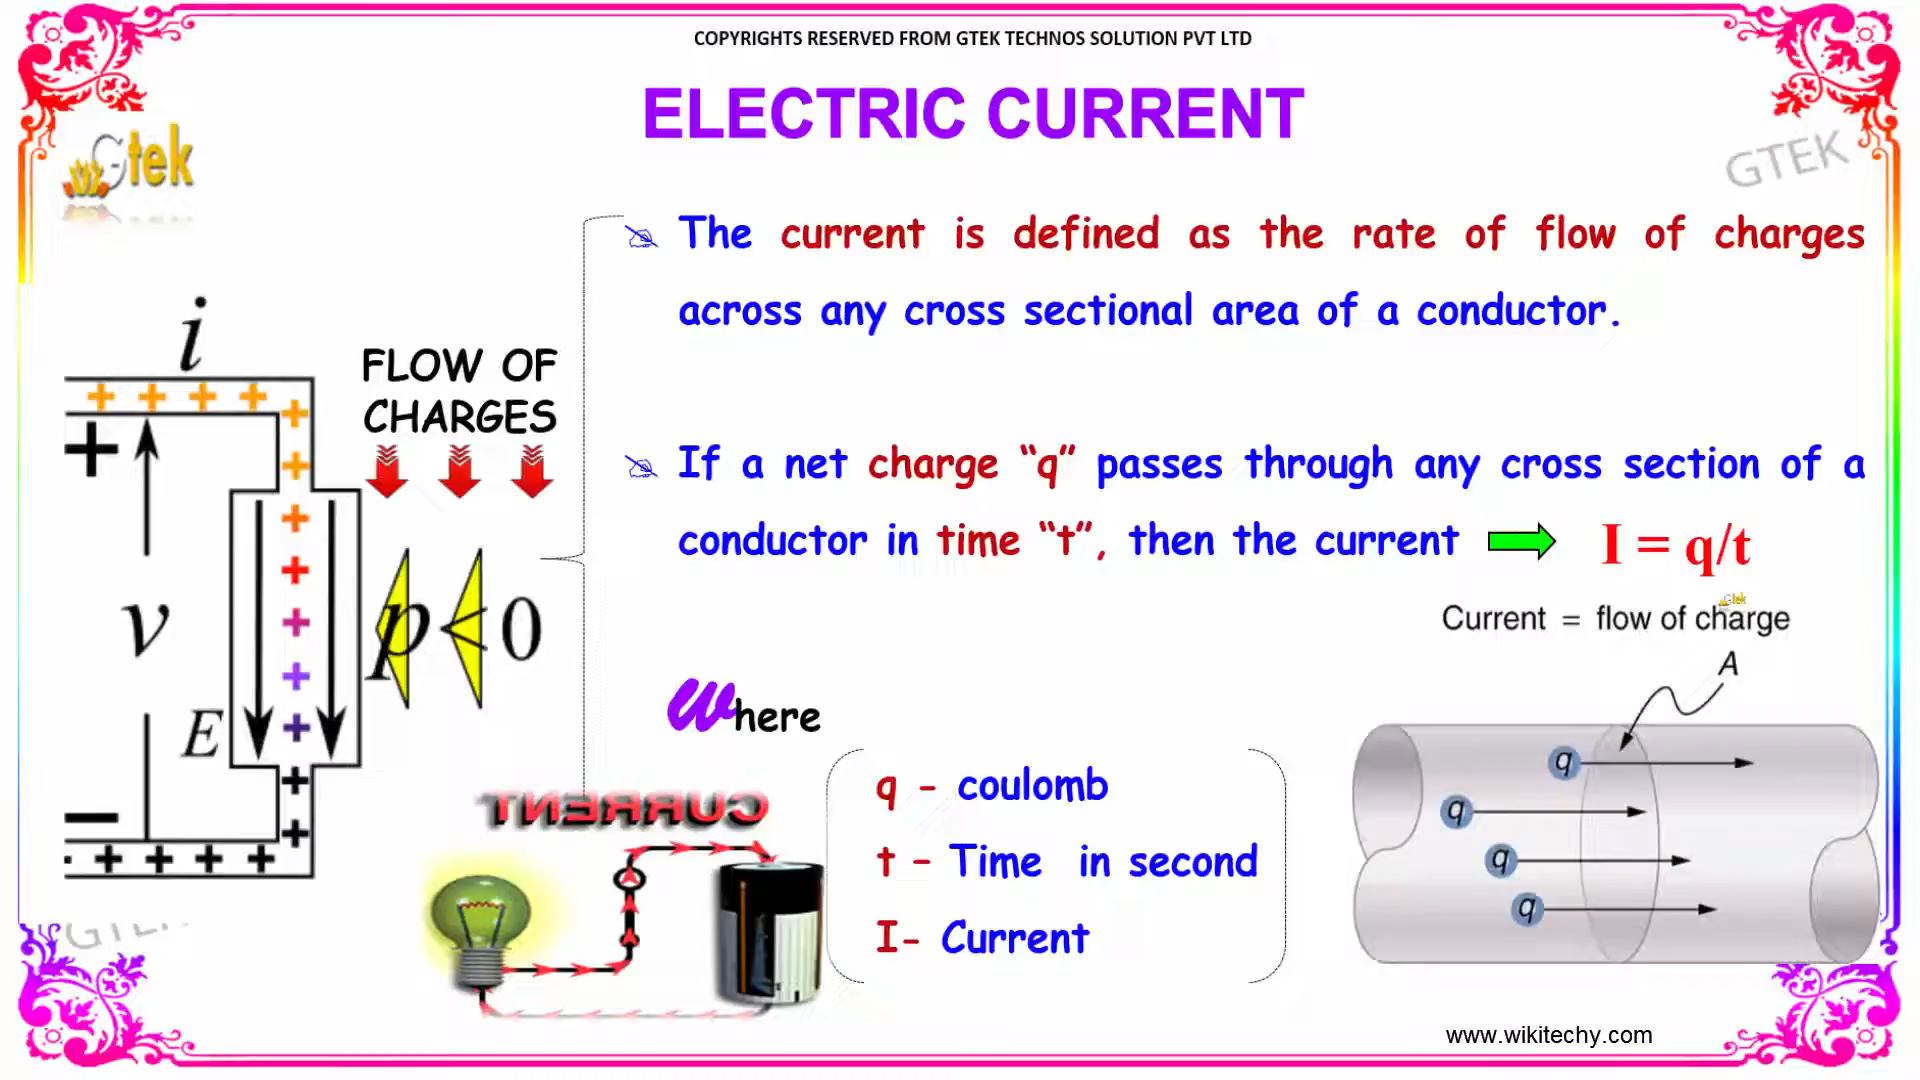 COPYRIGHTS RESERVED FROM GTEK TECHNOS SOLUTION PVT LTD
ELECTRIC CURRENT
Gtek
GTEK
The current is defined as the rate of flow of charges
across any cross sectional area of a conductor.
i
FLOW OF
CHARGES
+
If a net charge “q” passes through any cross section of a
conductor in time “t”, then the current
I = q/t
Gtek
Current = flow of charge
v
p < 0
A
E
Where
q - coulomb
t - Time in second
I- Current
CURRENT
q
q
q
q
GTEK
www.wikitechy.com